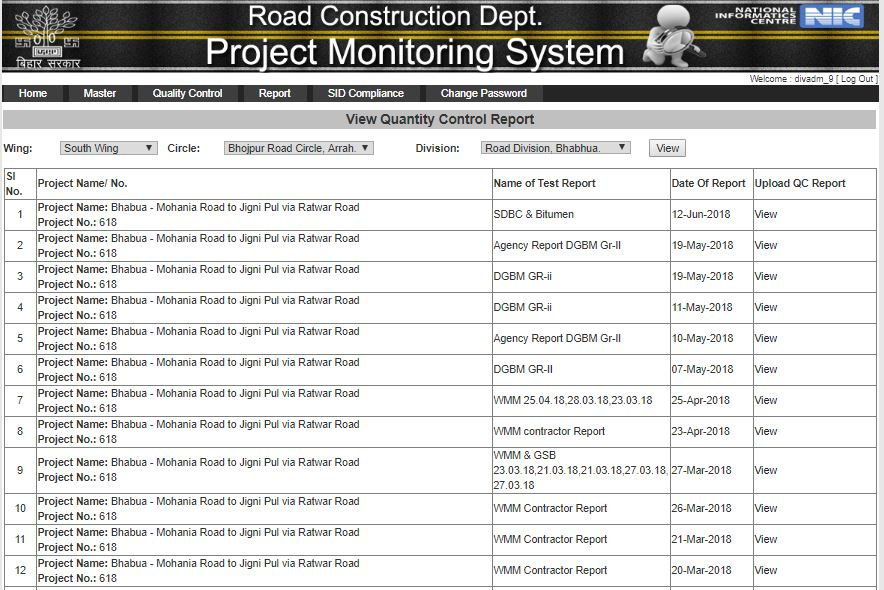 Road Construction Dept.
Project Monitoring System
बिहार सरकार
NATIONAL
INFORMATICS
CENTRE
NIC
Welcome : divadm_9 [ Log Out ]
Home Master Quality Control Report SID Compliance Change Password
View Quantity Control Report
Wing: South Wing Circle: Bhojpur Road Circle, Arrah. Division: Road Division, Bhabhua. View
Sl
No.
Project Name/ No. Name of Test Report Date Of Report Upload QC Report
1 Project Name: Bhabua - Mohania Road to Jigni Pul via Ratwar Road
Project No.: 618
SDBC & Bitumen 12-Jun-2018 View
2 Project Name: Bhabua - Mohania Road to Jigni Pul via Ratwar Road
Project No.: 618
Agency Report DGBM Gr-II 19-May-2018 View
3 Project Name: Bhabua - Mohania Road to Jigni Pul via Ratwar Road
Project No.: 618
DGBM GR-ii 19-May-2018 View
4 Project Name: Bhabua - Mohania Road to Jigni Pul via Ratwar Road
Project No.: 618
DGBM GR-ii 11-May-2018 View
5 Project Name: Bhabua - Mohania Road to Jigni Pul via Ratwar Road
Project No.: 618
Agency Report DGBM Gr-II 10-May-2018 View
6 Project Name: Bhabua - Mohania Road to Jigni Pul via Ratwar Road
Project No.: 618
DGBM GR-II 07-May-2018 View
7 Project Name: Bhabua - Mohania Road to Jigni Pul via Ratwar Road
Project No.: 618
WMM 25.04.18,28.03.18,23.03.18 25-Apr-2018 View
8 Project Name: Bhabua - Mohania Road to Jigni Pul via Ratwar Road
Project No.: 618
WMM contractor Report 23-Apr-2018 View
9 Project Name: Bhabua - Mohania Road to Jigni Pul via Ratwar Road
Project No.: 618
WMM & GSB
23.03.18,21.03.18,21.03.18,27.03.18,
27.03.18
27-Mar-2018 View
10 Project Name: Bhabua - Mohania Road to Jigni Pul via Ratwar Road
Project No.: 618
WMM Contractor Report 26-Mar-2018 View
11 Project Name: Bhabua - Mohania Road to Jigni Pul via Ratwar Road
Project No.: 618
WMM Contractor Report 21-Mar-2018 View
12 Project Name: Bhabua - Mohania Road to Jigni Pul via Ratwar Road
Project No.: 618
WMM Contractor Report 20-Mar-2018 View